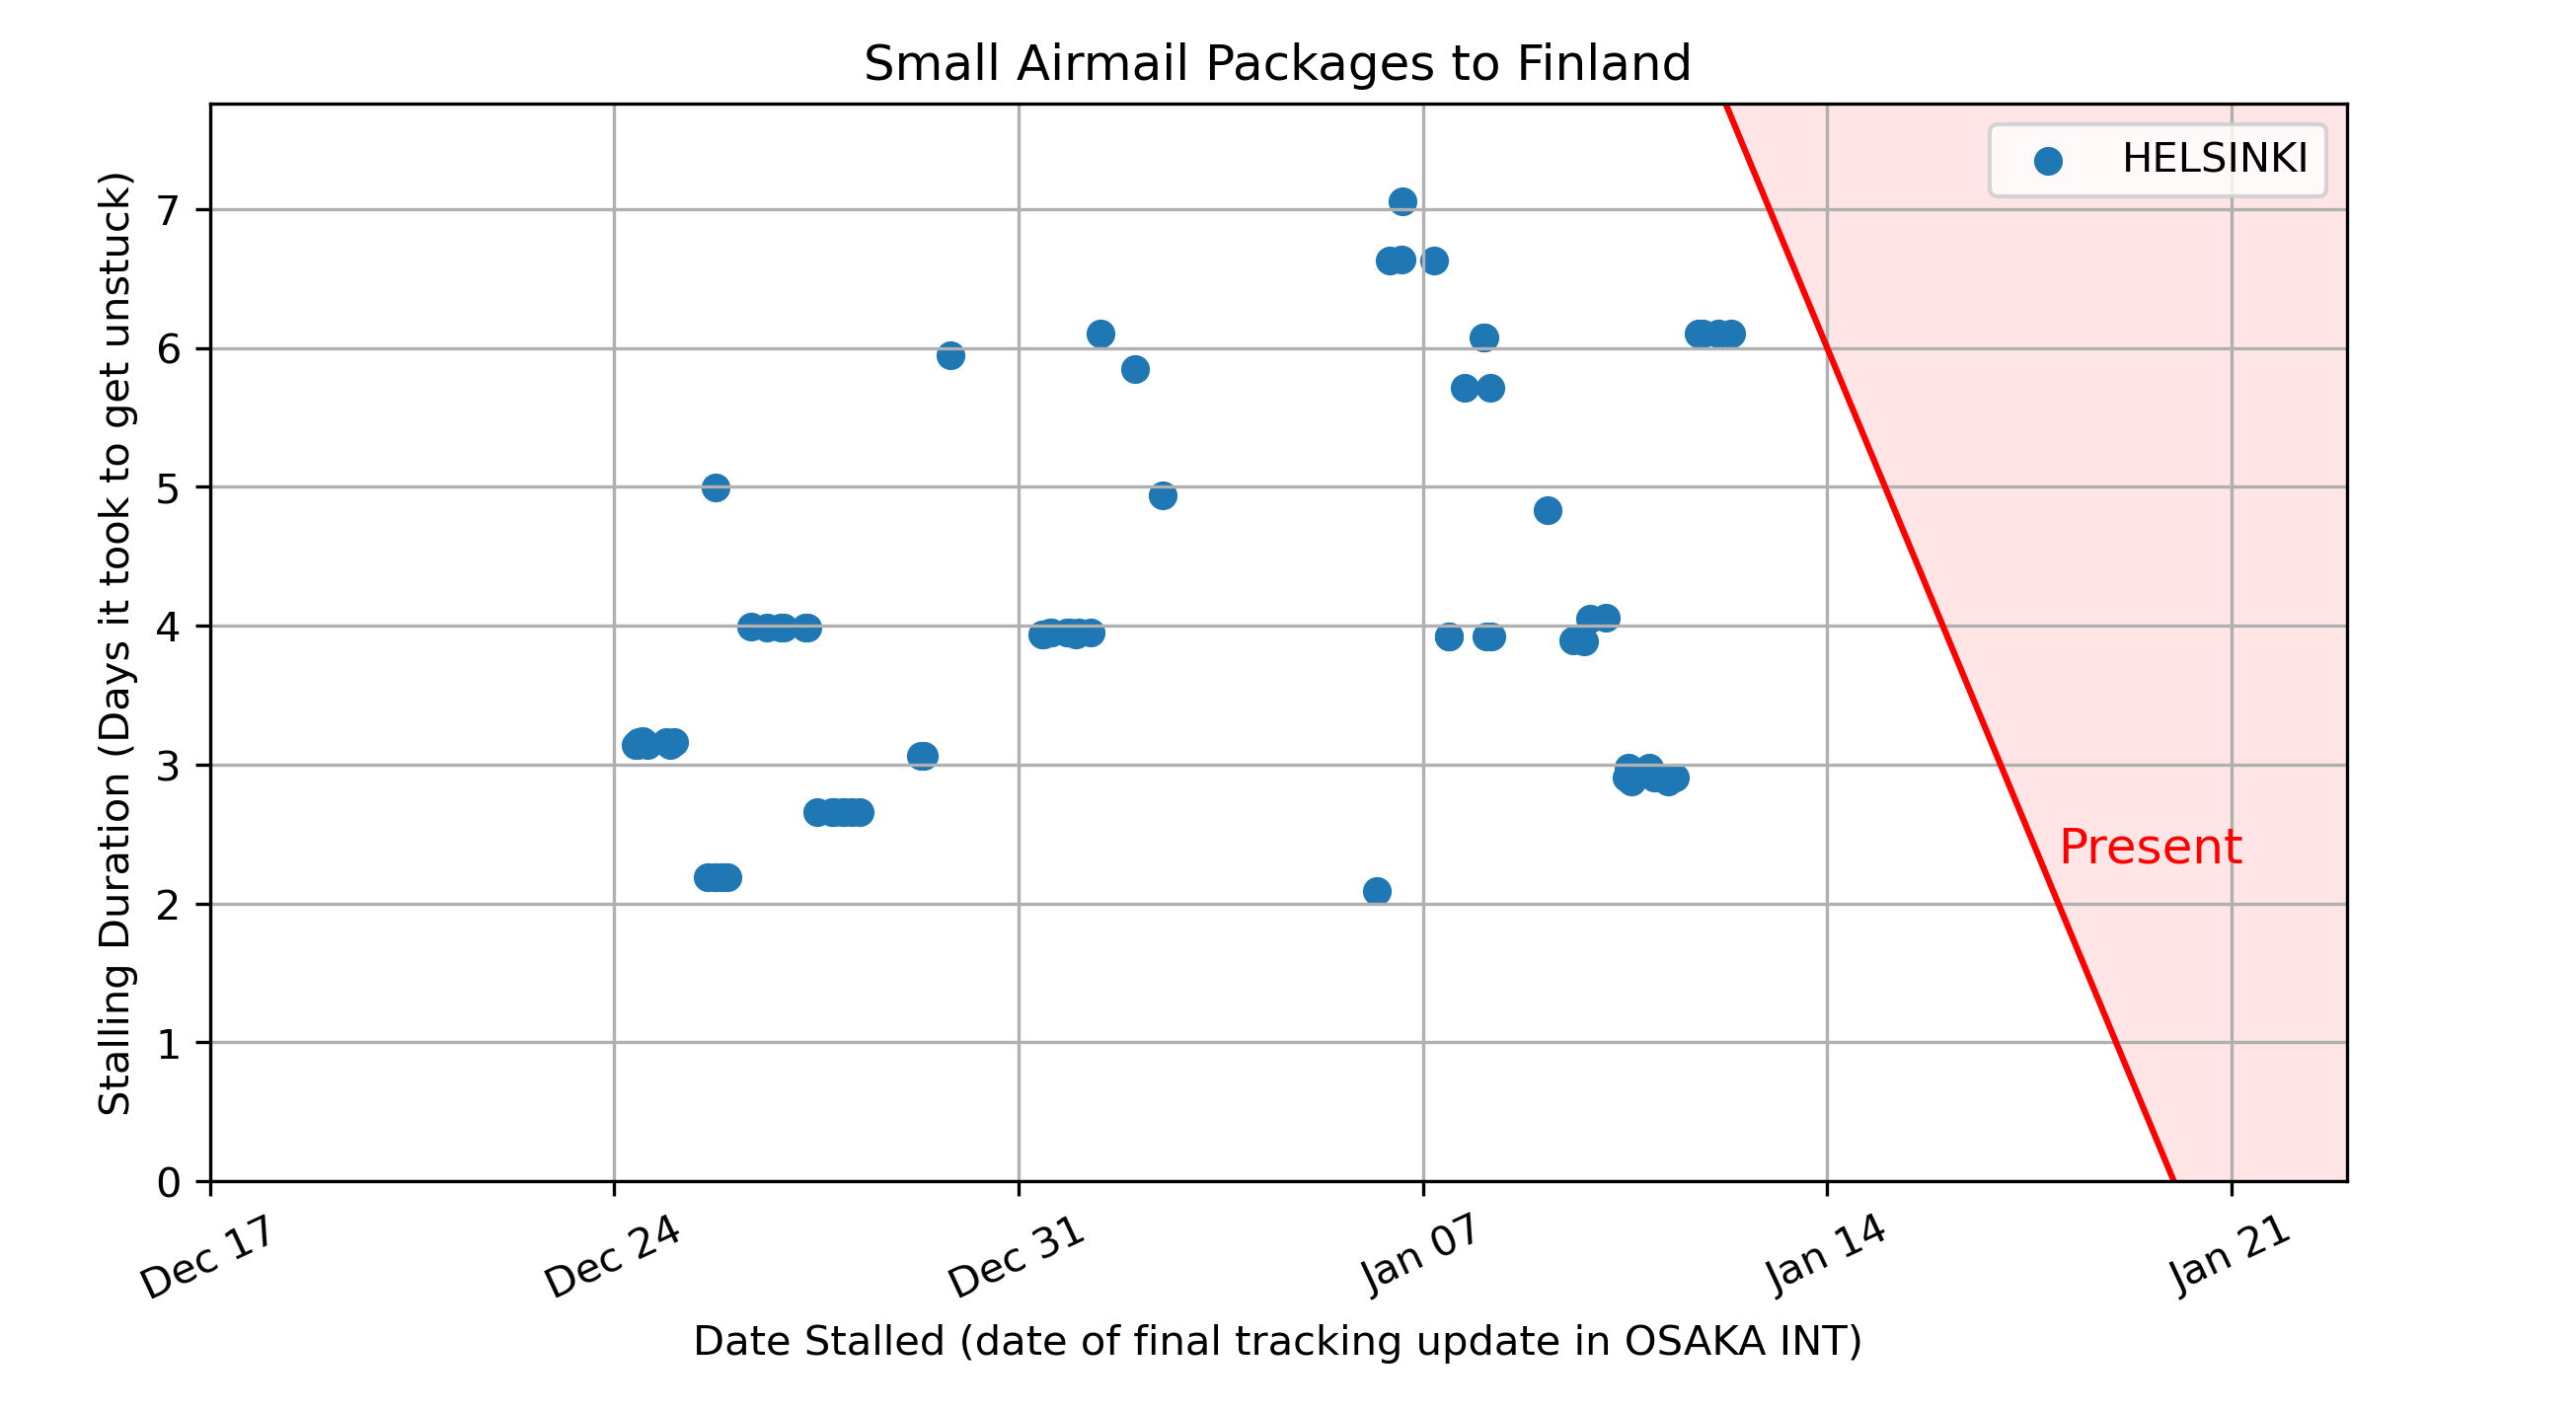 Small Airmail Packages to Finland
HELSINKI
Stalling Duration (Days it took to get unstuck)
7
6
5
4
3
2
1
0
Present
Dec 17
Dec 24
Dec 31
Jan 07
Jan 14
Jan 21
Date Stalled (date of final tracking update in OSAKA INT)